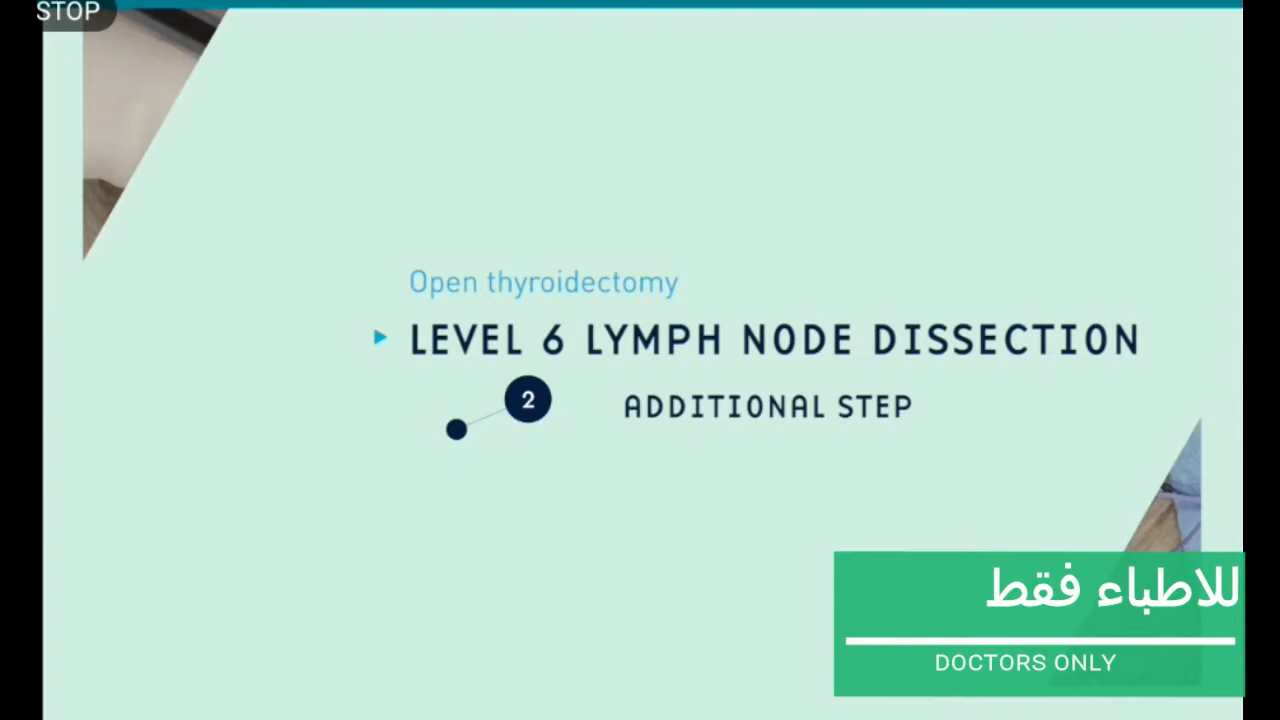 STOP
Open thyroidectomy
LEVEL 6 LYMPH NODE DISSECTION
2
ADDITIONAL STEP
للاطباء فقط
DOCTORS ONLY